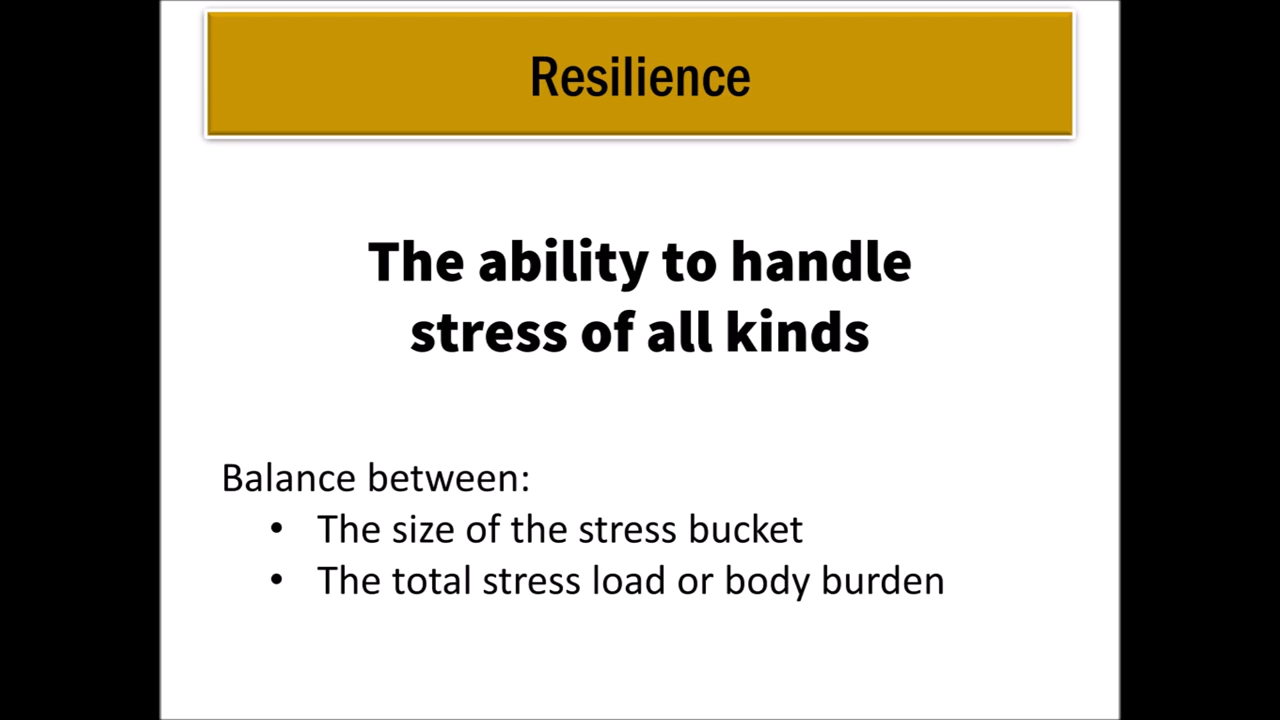 Resilience
The ability to handle
stress of all kinds
Balance between:
• The size of the stress bucket
• The total stress load or body burden